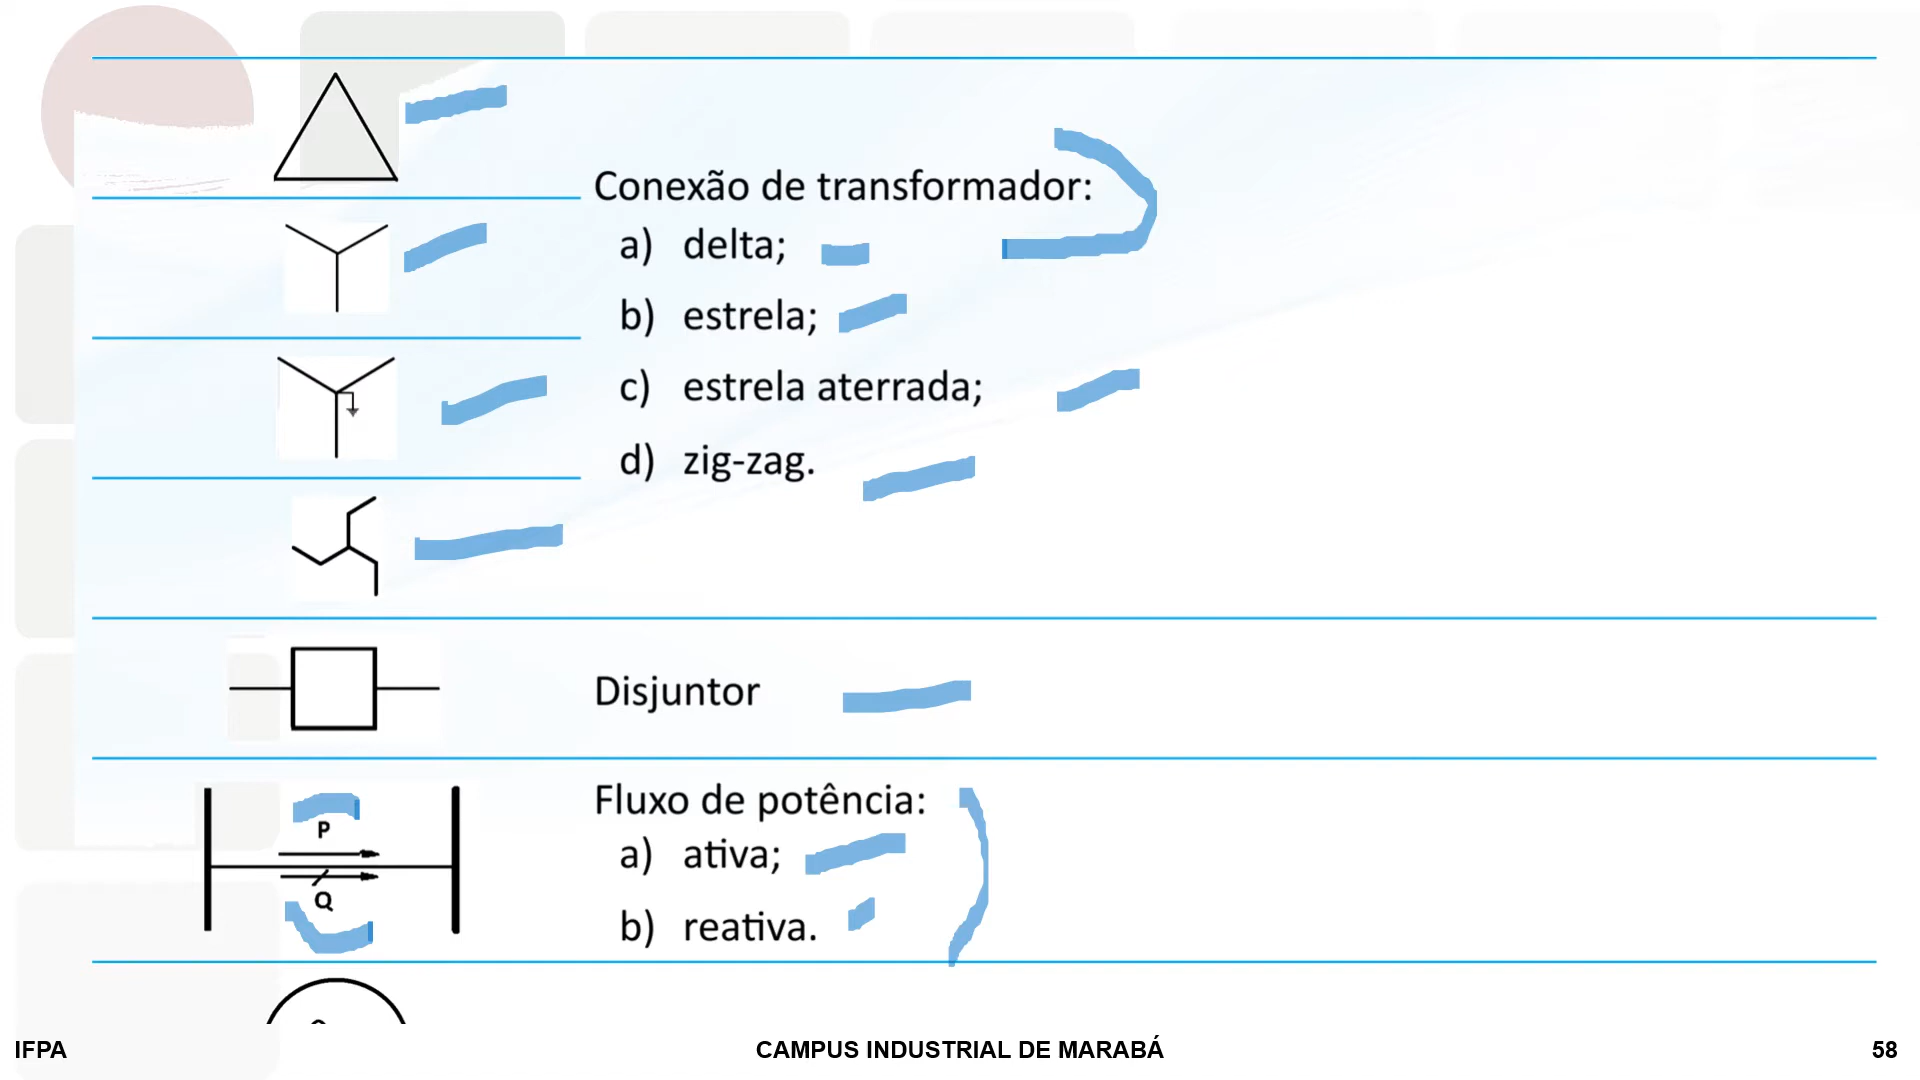 Conexão de transformador:
a) delta;
b) estrela;
c) estrela aterrada;
d) zig-zag.
Disjuntor
P
Q
Fluxo de potência:
a) ativa;
b) reativa.
IFPA
CAMPUS INDUSTRIAL DE MARABÁ
58